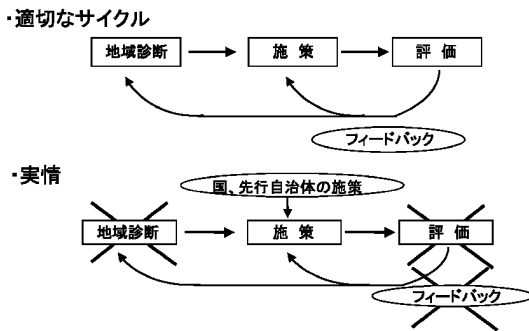 ・適切なサイクル
地域診断 施 策 評 価
フィードバック
・実情
国、先行自治体の施策
地域診断 施 策 評 価
フィードバック